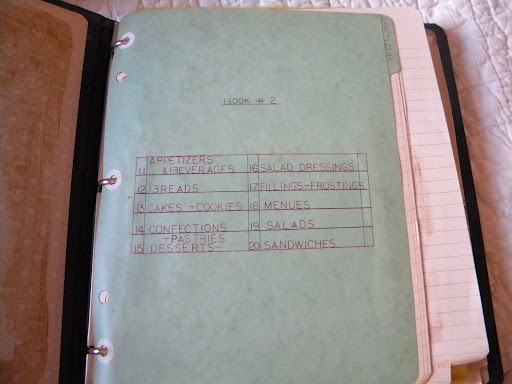 BOOK # 2
APPETIZERS
11 & BEVERAGES 16 SALAD DRESSINGS
12 BREADS 17 FILLINGS-FROSTINGS
13 CAKES -COOKIES 18 MENUES
14 CONFECTIONS 19 SALADS
-PASTRIES
15 DESSERTS- 20 SANDWICHES